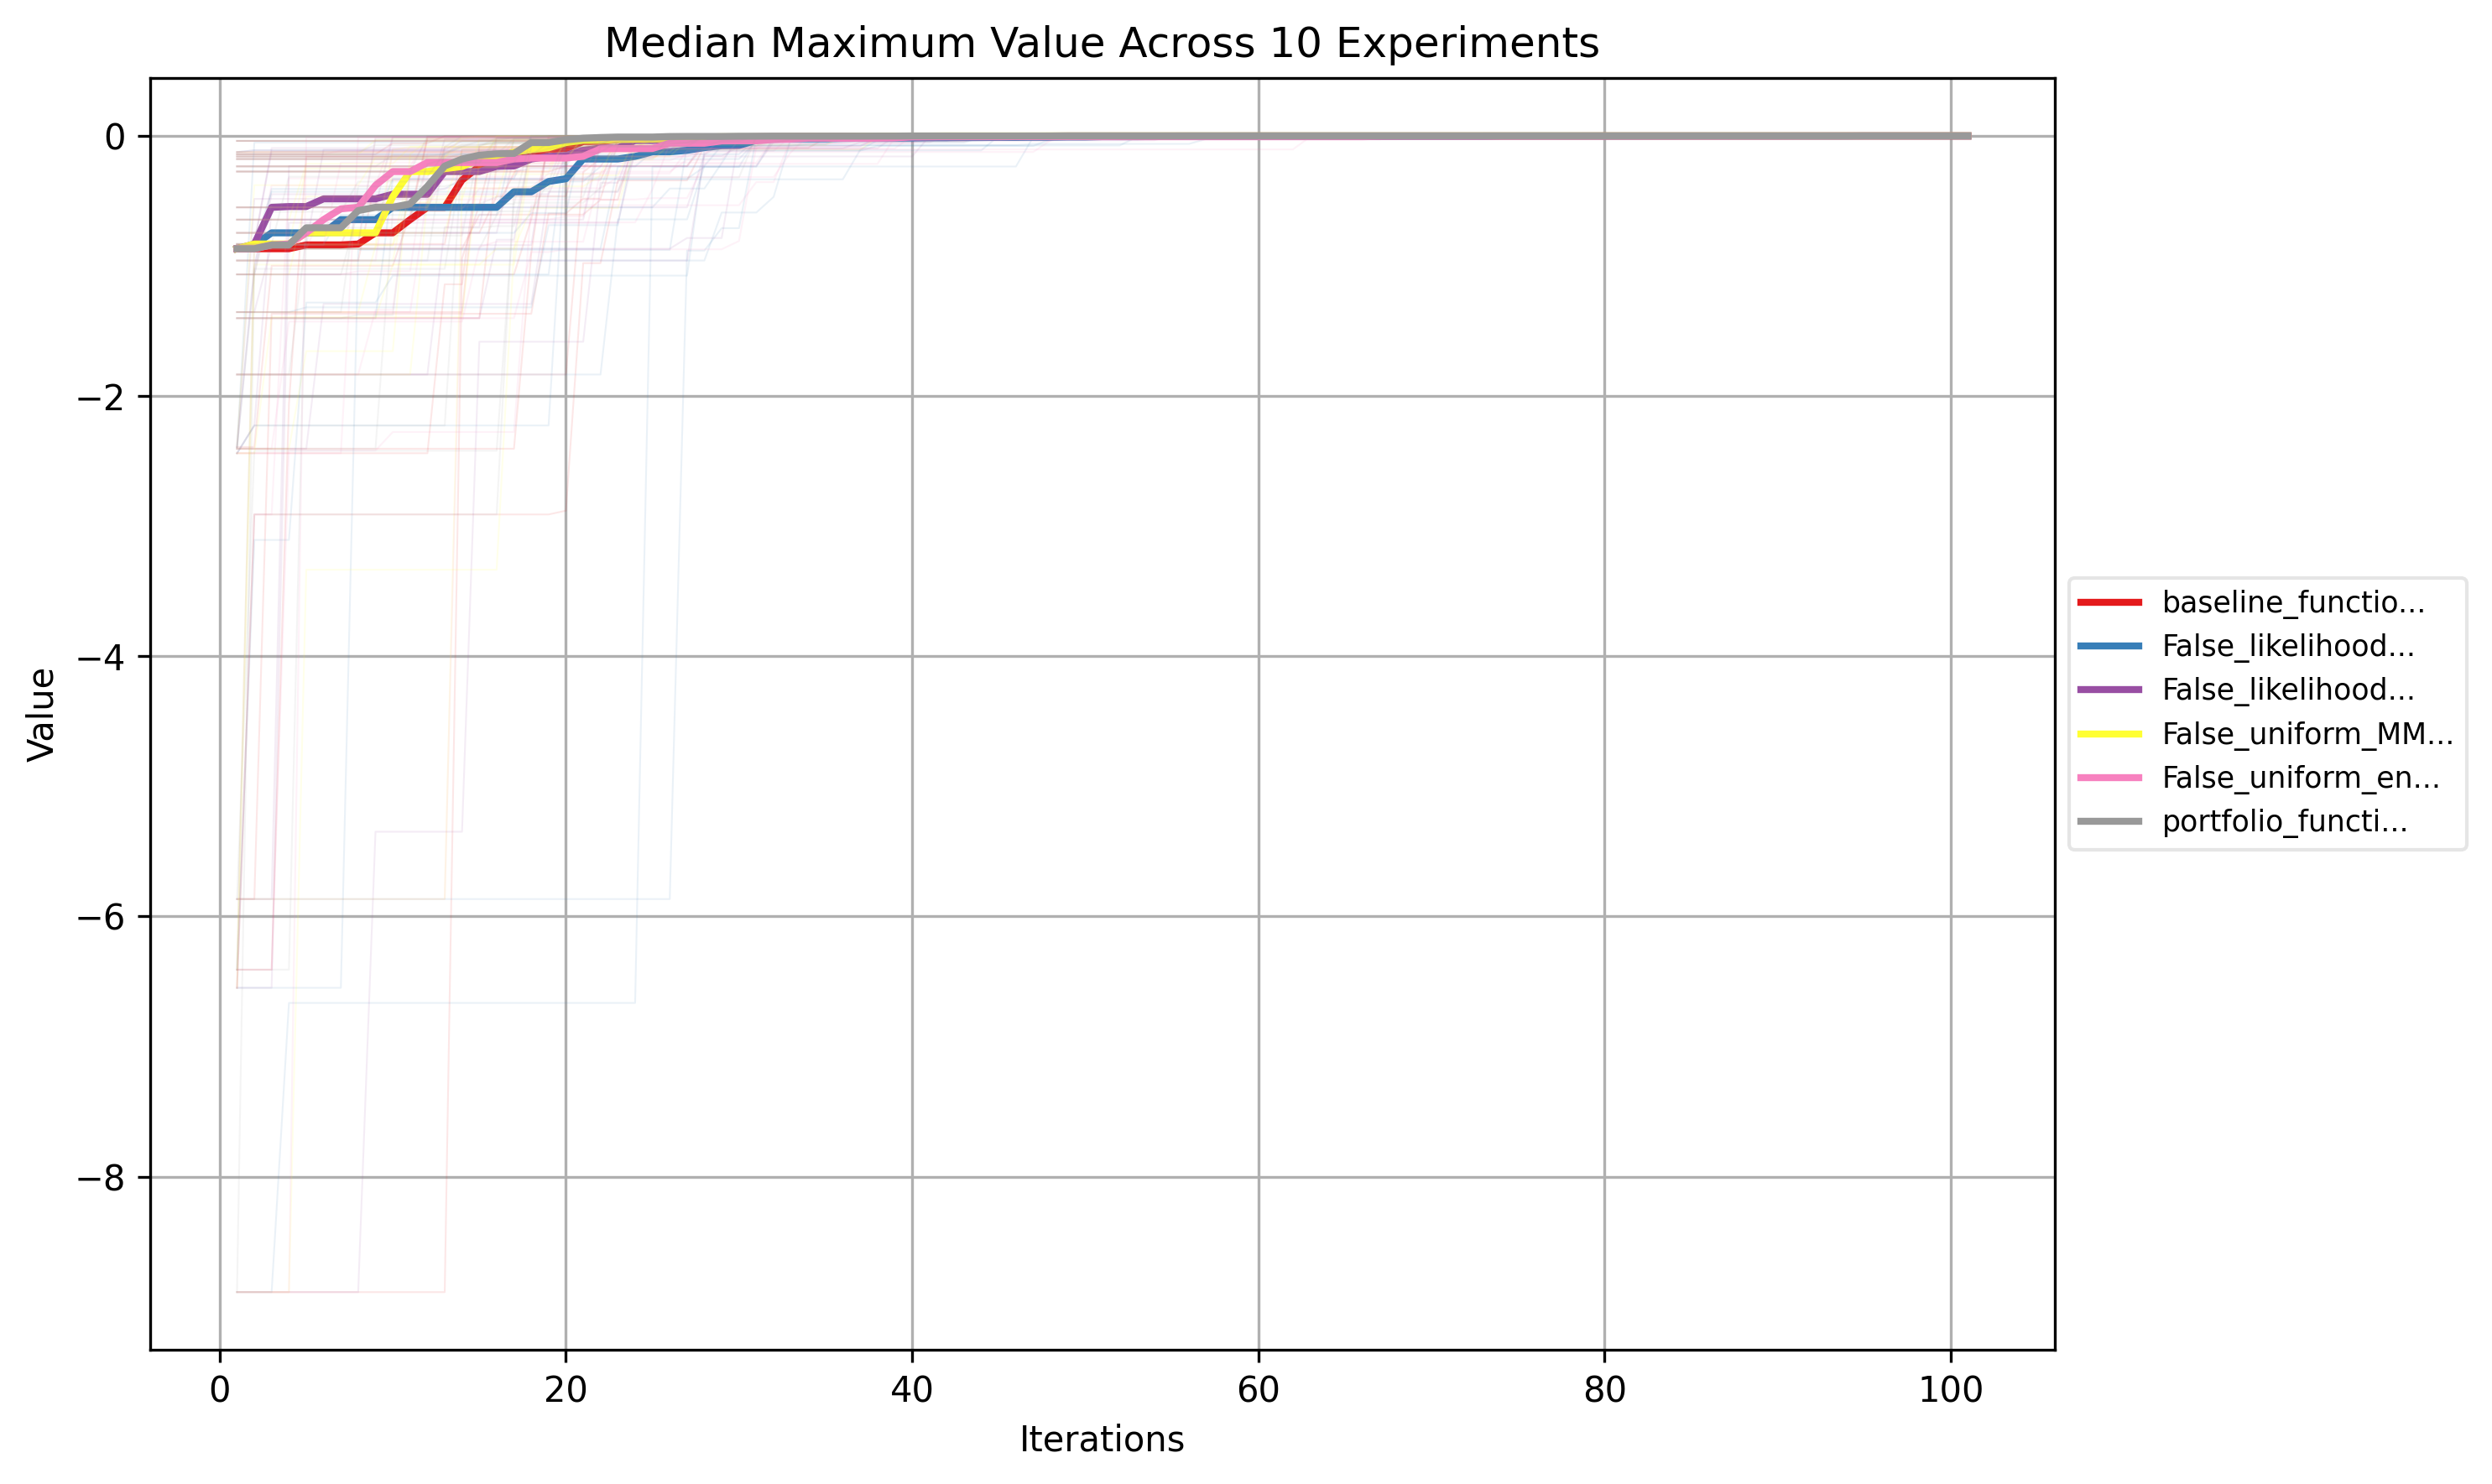 Median Maximum Value Across 10 Experiments
0
−2
−4
−6
−8
Value
0 20 40 60 80 100
Iterations
baseline_functio...
False_likelihood...
False_likelihood...
False_uniform_MM...
False_uniform_en...
portfolio_functi...